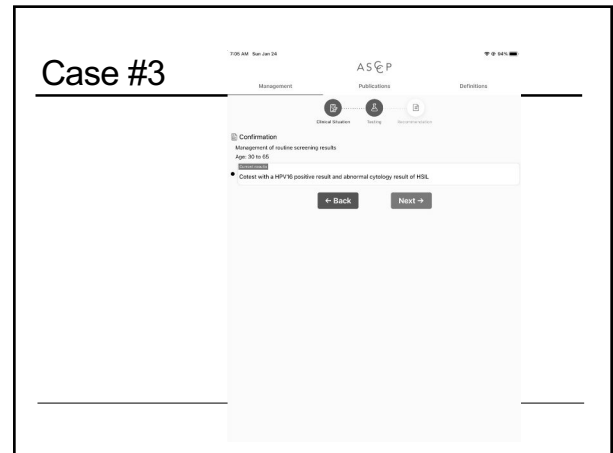 Case #3
7:05 AM Sun Jan 24
94%
ASCCP
Management
Publications
Definitions
Clinical Situation
Testing
Recommendation
Confirmation
Management of routine screening results
Age: 30 to 65
Cotest with a HPV16 positive result and abnormal cytology result of HSIL
← Back
Next →